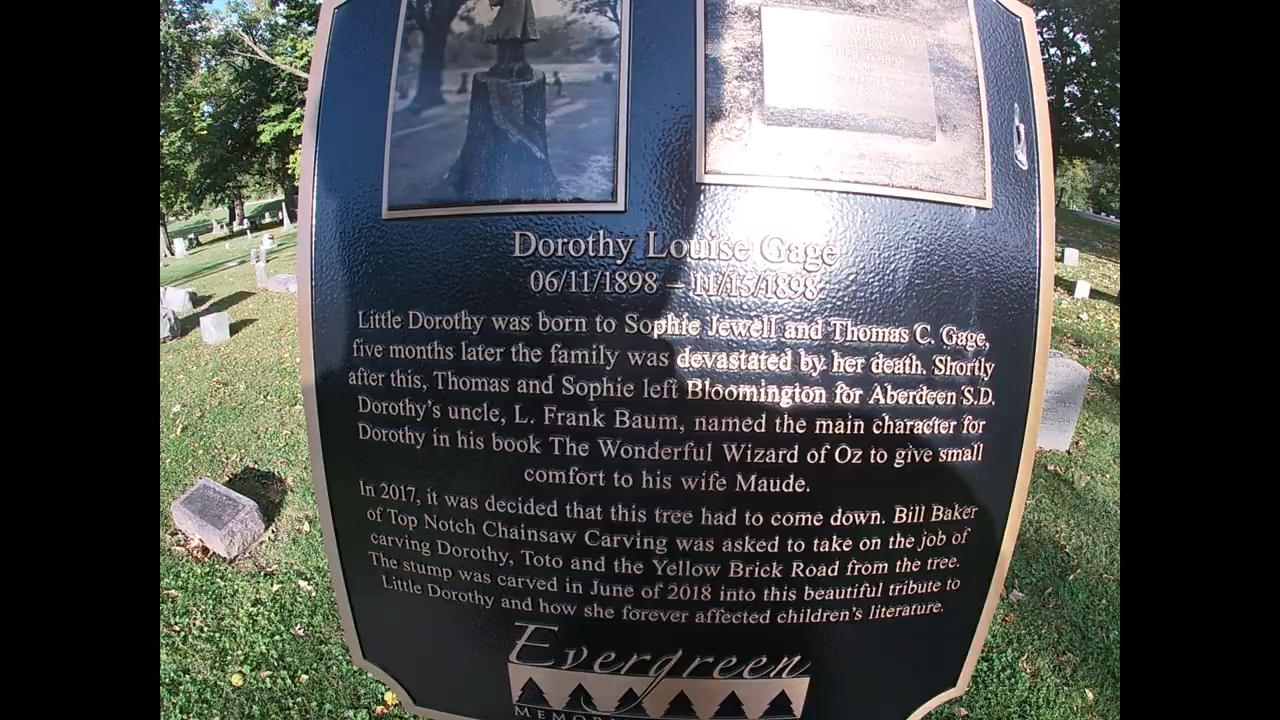 Dorothy Louise Gage
06/11/1898 – 11/15/1898
Little Dorothy was born to Sophie Jewell and Thomas C. Gage,
five months later the family was devastated by her death. Shortly
after this, Thomas and Sophie left Bloomington for Aberdeen S.D.
Dorothy's uncle, L. Frank Baum, named the main character for
Dorothy in his book The Wonderful Wizard of Oz to give small
comfort to his wife Maude.
In 2017, it was decided that this tree had to come down. Bill Baker
of Top Notch Chainsaw Carving was asked to take on the job of
carving Dorothy, Toto and the Yellow Brick Road from the tree.
The stump was carved in June of 2018 into this beautiful tribute to
Little Dorothy and how she forever affected children's literature.
Evergreen